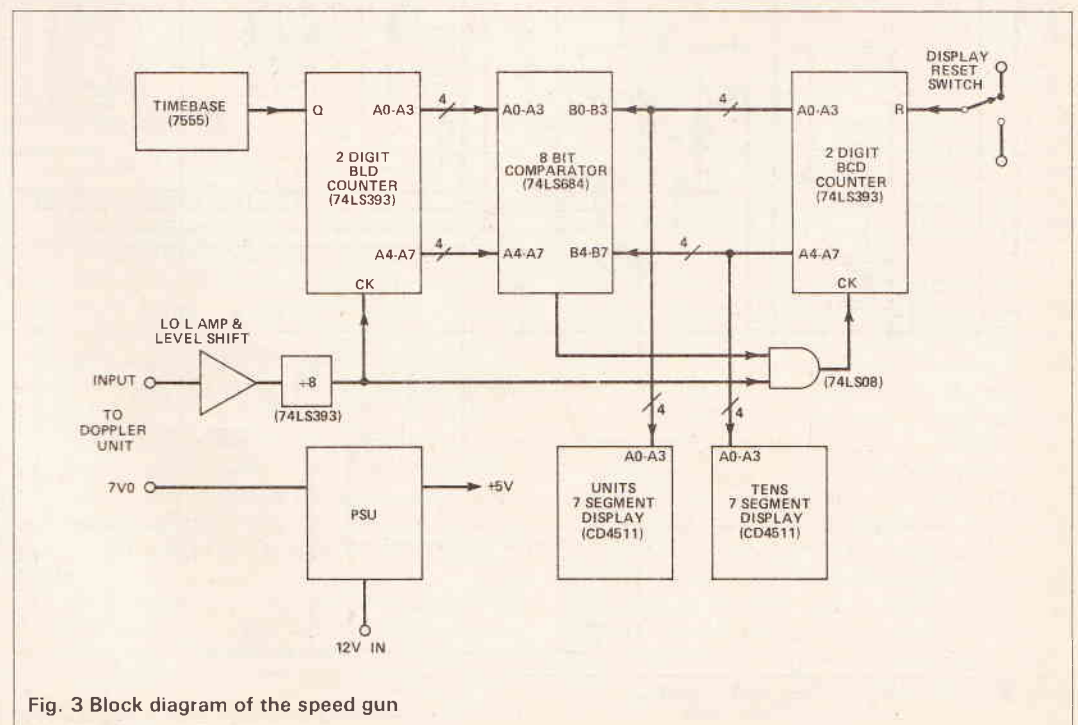 TIMEBASE
(7555)
Q
A0-A3
2 DIGIT
BLD
COUNTER
(74LS393)
A4-A7
CK
4
4
A0-A3
B0-B3
8 BIT
COMPARATOR
(74LS684)
A4-A7
B4-B7
4
4
A0-A3
R
2 DIGIT
BCD
COUNTER
(74LS393)
A4-A7
CK
DISPLAY
RESET
SWITCH
LO L AMP &
LEVEL SHIFT
INPUT
÷8
(74LS393)
TO
DOPPLER
UNIT
7V0
PSU
+5V
12V IN
(74LS08)
4
4
A0-A3
UNITS
7 SEGMENT
DISPLAY
(CD4511)
A0-A3
TENS
7 SEGMENT
DISPLAY
(CD4511)
Fig. 3 Block diagram of the speed gun